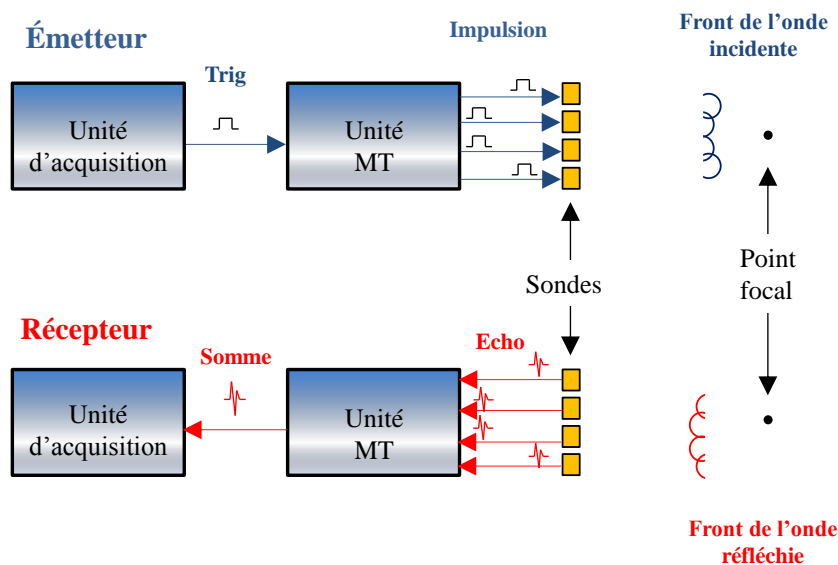 Émetteur
Impulsion
Front de l'onde
incidente
Trig
Unité
d'acquisition
Unité
MT
Sondes
Point
focal
Récepteur
Somme
Echo
Unité
d'acquisition
Unité
MT
Front de l'onde
réfléchie